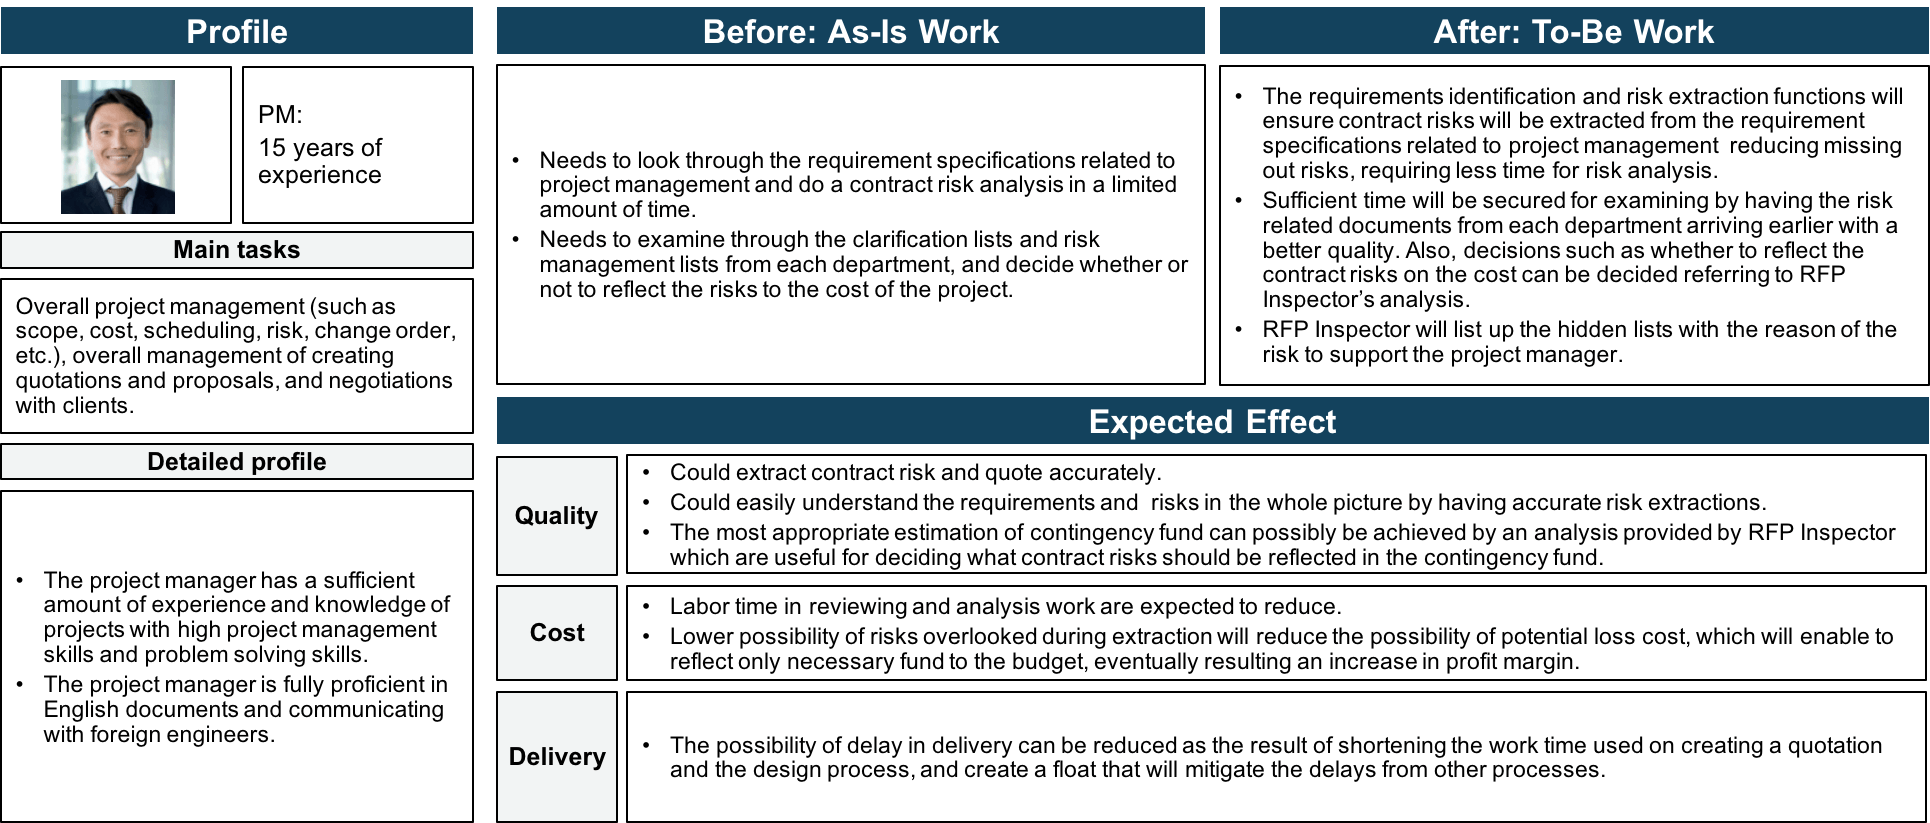 Profile
PM:
15 years of
experience
Main tasks
Overall project management (such as
scope, cost, scheduling, risk, change order,
etc.), overall management of creating
quotations and proposals, and negotiations
with clients.
Detailed profile
• The project manager has a sufficient
amount of experience and knowledge of
projects with high project management
skills and problem solving skills.
• The project manager is fully proficient in
English documents and communicating
with foreign engineers.
Before: As-Is Work
• Needs to look through the requirement specifications related to
project management and do a contract risk analysis in a limited
amount of time.
• Needs to examine through the clarification lists and risk
management lists from each department, and decide whether or
not to reflect the risks to the cost of the project.
After: To-Be Work
• The requirements identification and risk extraction functions will
ensure contract risks will be extracted from the requirement
specifications related to project management reducing missing
out risks, requiring less time for risk analysis.
• Sufficient time will be secured for examining by having the risk
related documents from each department arriving earlier with a
better quality. Also, decisions such as whether to reflect the
contract risks on the cost can be decided referring to RFP
Inspector’s analysis.
• RFP Inspector will list up the hidden lists with the reason of the
risk to support the project manager.
Expected Effect
Quality
• Could extract contract risk and quote accurately.
• Could easily understand the requirements and risks in the whole picture by having accurate risk extractions.
• The most appropriate estimation of contingency fund can possibly be achieved by an analysis provided by RFP Inspector
which are useful for deciding what contract risks should be reflected in the contingency fund.
Cost
• Labor time in reviewing and analysis work are expected to reduce.
• Lower possibility of risks overlooked during extraction will reduce the possibility of potential loss cost, which will enable to
reflect only necessary fund to the budget, eventually resulting an increase in profit margin.
Delivery
• The possibility of delay in delivery can be reduced as the result of shortening the work time used on creating a quotation
and the design process, and create a float that will mitigate the delays from other processes.